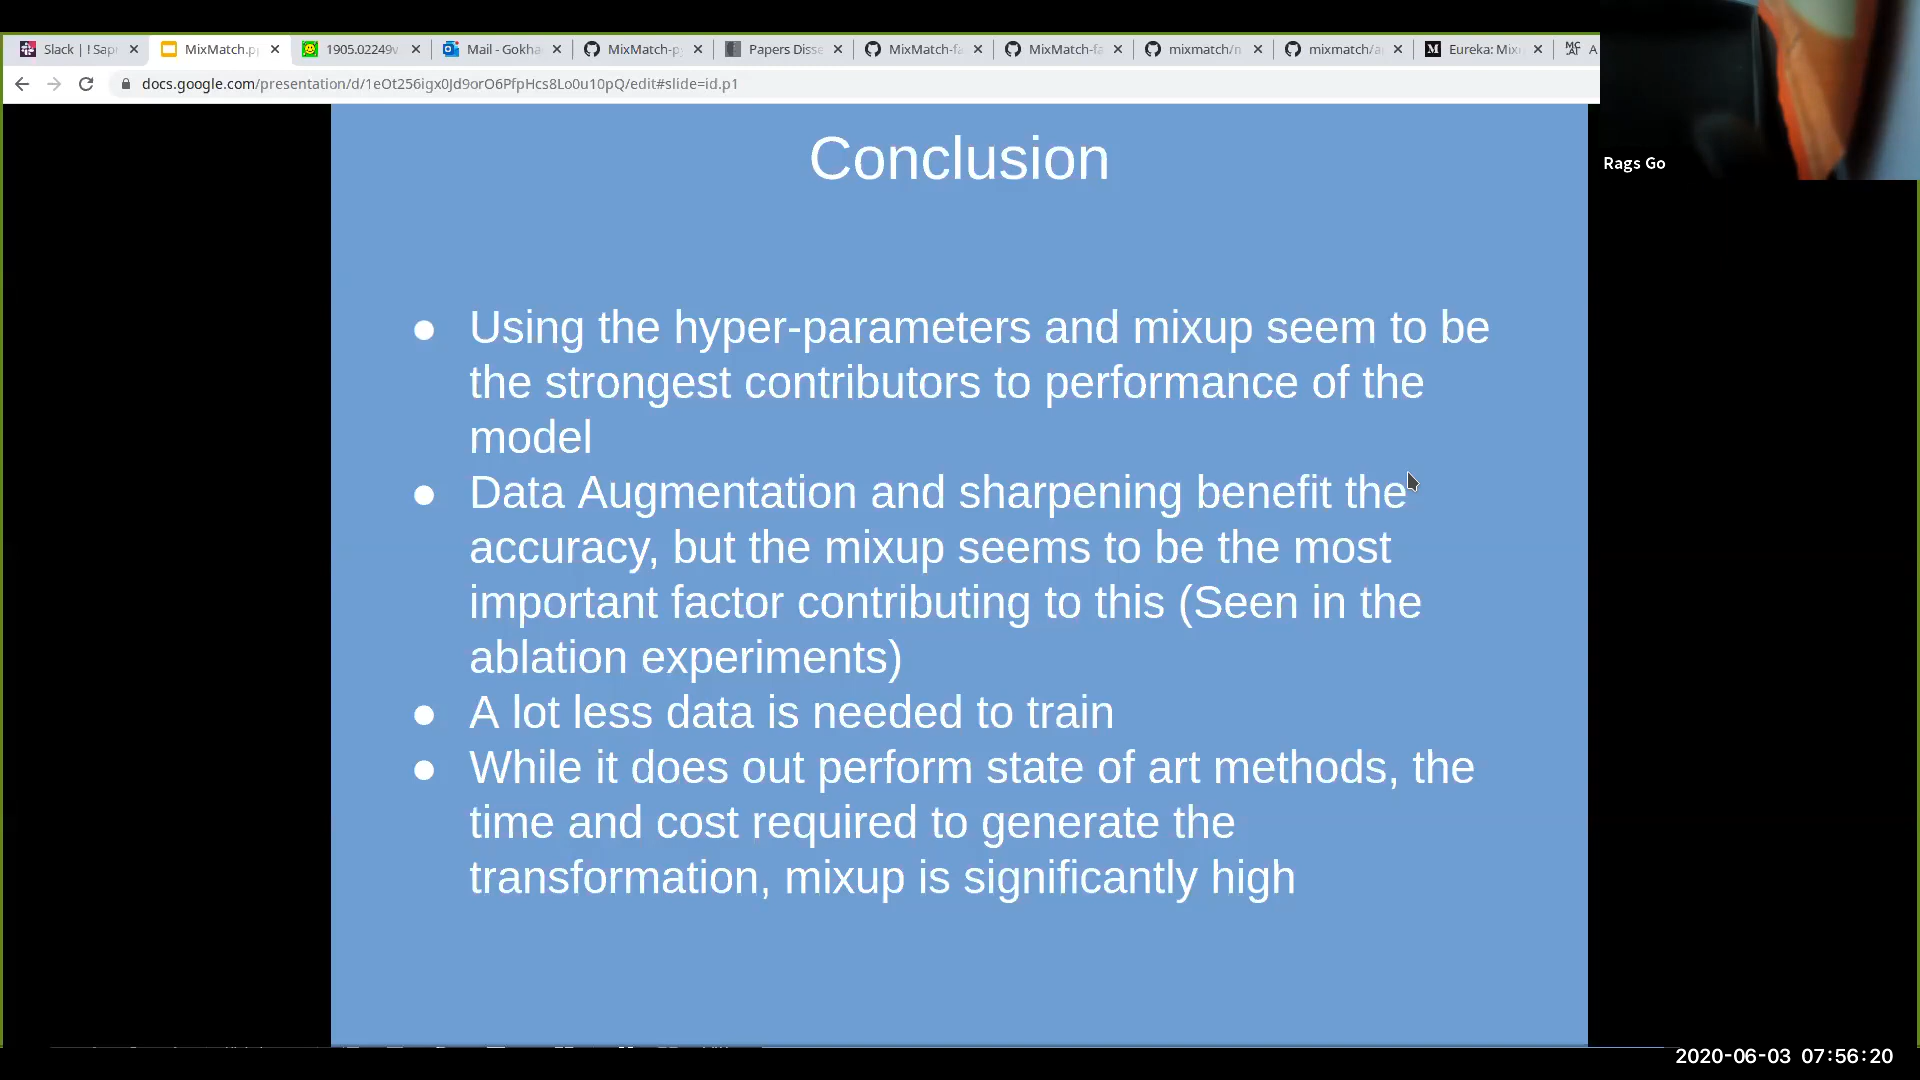 Slack | ! Sap
MixMatch.p
1905.02249v
Mail - Gokha
MixMatch-p
Papers Disse
MixMatch-fa
MixMatch-fa
mixmatch/
mixmatch/a
Eureka: Mix
A
docs.google.com/presentation/d/1eOt256igx0Jd9orO6PfpHcs8Lo0u10pQ/edit#slide=id.p1
Rags Go
Conclusion
● Using the hyper-parameters and mixup seem to be
the strongest contributors to performance of the
model
● Data Augmentation and sharpening benefit the
accuracy, but the mixup seems to be the most
important factor contributing to this (Seen in the
ablation experiments)
● A lot less data is needed to train
● While it does out perform state of art methods, the
time and cost required to generate the
transformation, mixup is significantly high
2020-06-03 07:56:20